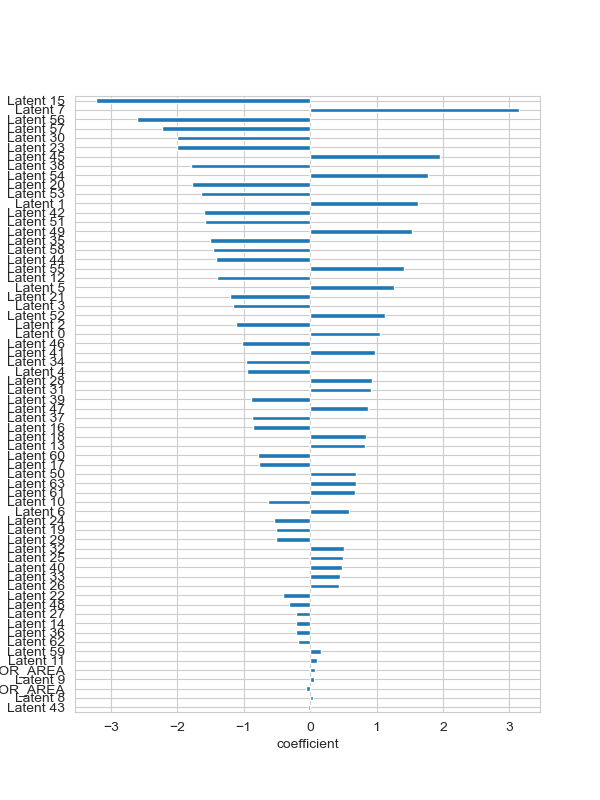 Latent 15
Latent 7
Latent 56
Latent 57
Latent 30
Latent 23
Latent 45
Latent 38
Latent 54
Latent 20
Latent 53
Latent 1
Latent 42
Latent 51
Latent 49
Latent 35
Latent 58
Latent 44
Latent 55
Latent 12
Latent 5
Latent 21
Latent 3
Latent 52
Latent 2
Latent 0
Latent 46
Latent 41
Latent 34
Latent 4
Latent 28
Latent 31
Latent 39
Latent 47
Latent 37
Latent 16
Latent 18
Latent 13
Latent 60
Latent 17
Latent 50
Latent 63
Latent 61
Latent 10
Latent 6
Latent 24
Latent 19
Latent 29
Latent 32
Latent 25
Latent 40
Latent 33
Latent 26
Latent 22
Latent 48
Latent 27
Latent 14
Latent 36
Latent 62
Latent 59
Latent 11
OR_AREA
Latent 9
OR_AREA
Latent 8
Latent 43
−3 −2 −1 0 1 2 3
coefficient